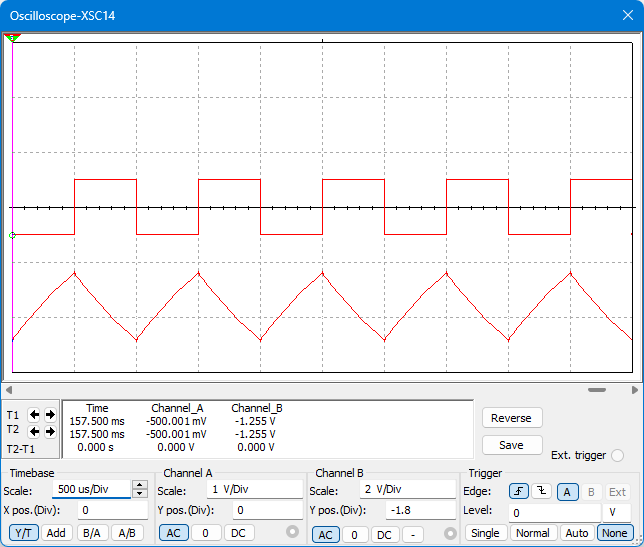 Oscilloscope-XSC14
Time Channel_A Channel_B
T1 157.500 ms -500.001 mV -1.255 V
T2 157.500 ms -500.001 mV -1.255 V
T2-T1 0.000 s 0.000 V 0.000 V
Reverse
Save
Ext. trigger
Timebase
Scale: 500 us/Div
X pos.(Div): 0
Y/T Add B/A A/B
Channel A
Scale: 1 V/Div
Y pos.(Div): 0
AC 0 DC
Channel B
Scale: 2 V/Div
Y pos.(Div): -1.8
AC 0 DC -
Trigger
Edge: A B Ext
Level: 0 V
Single Normal Auto None